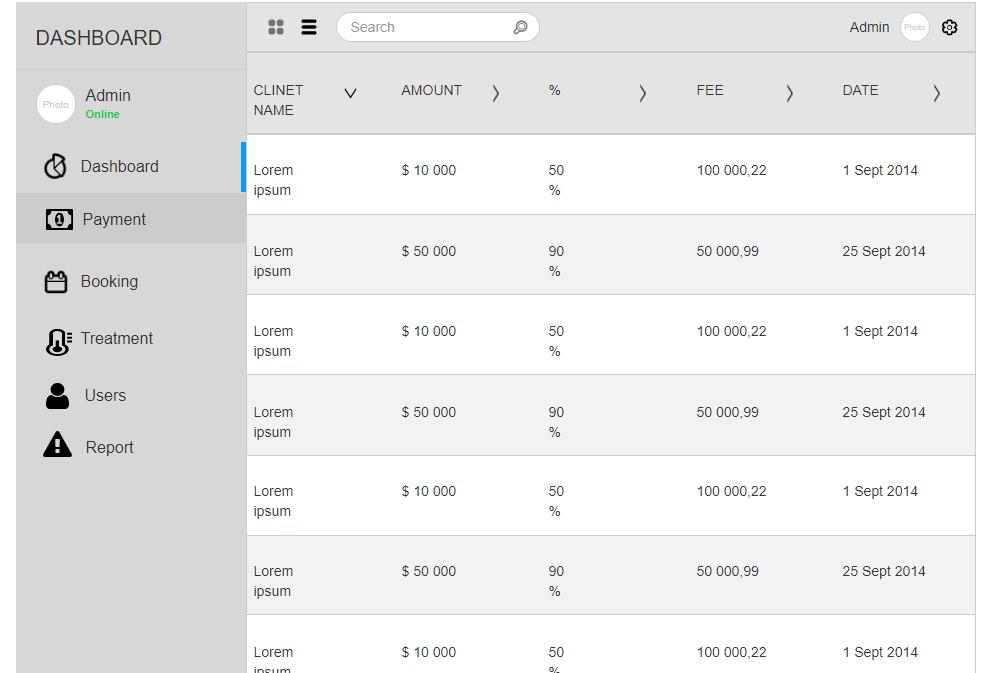 DASHBOARD
Search
Admin
Photo
Photo
Admin
Online
Dashboard
Payment
Booking
Treatment
Users
Report
CLINET
NAME
AMOUNT
%
FEE
DATE
Lorem
ipsum
$ 10 000
50
%
100 000,22
1 Sept 2014
Lorem
ipsum
$ 50 000
90
%
50 000,99
25 Sept 2014
Lorem
ipsum
$ 10 000
50
%
100 000,22
1 Sept 2014
Lorem
ipsum
$ 50 000
90
%
50 000,99
25 Sept 2014
Lorem
ipsum
$ 10 000
50
%
100 000,22
1 Sept 2014
Lorem
ipsum
$ 50 000
90
%
50 000,99
25 Sept 2014
Lorem
ipsum
$ 10 000
50
%
100 000,22
1 Sept 2014